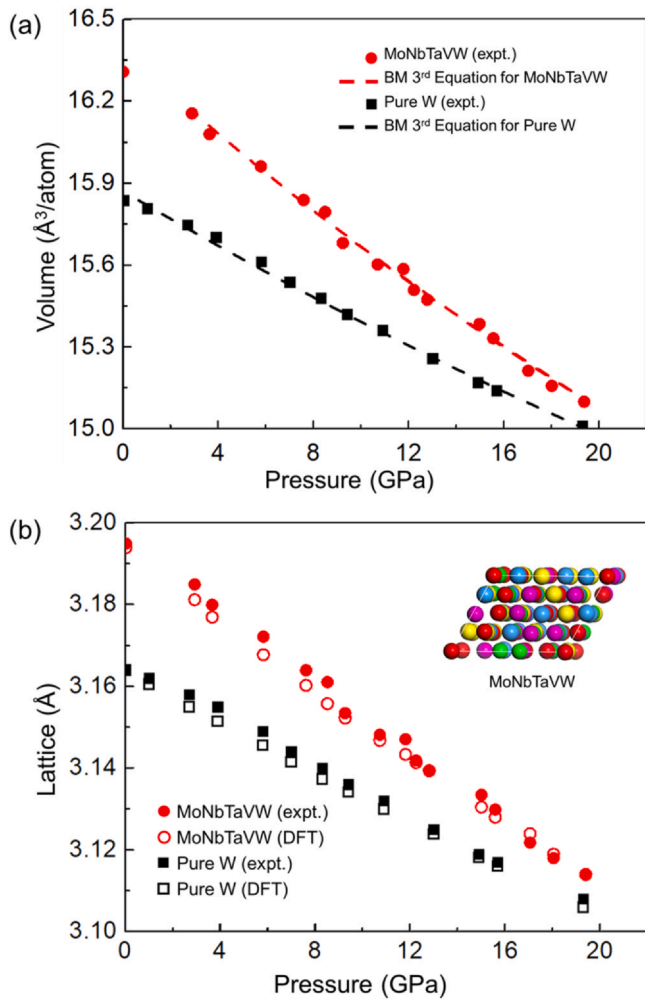 (a)
16.5
16.2
15.9
15.6
15.3
15.0
Volume (Å³/atom)
MoNbTaVW (expt.)
BM 3rd Equation for MoNbTaVW
Pure W (expt.)
BM 3rd Equation for Pure W
0 4 8 12 16 20
Pressure (GPa)
(b)
3.20
3.18
3.16
3.14
3.12
3.10
Lattice (Å)
MoNbTaVW
MoNbTaVW (expt.)
MoNbTaVW (DFT)
Pure W (expt.)
Pure W (DFT)
0 4 8 12 16 20
Pressure (GPa)